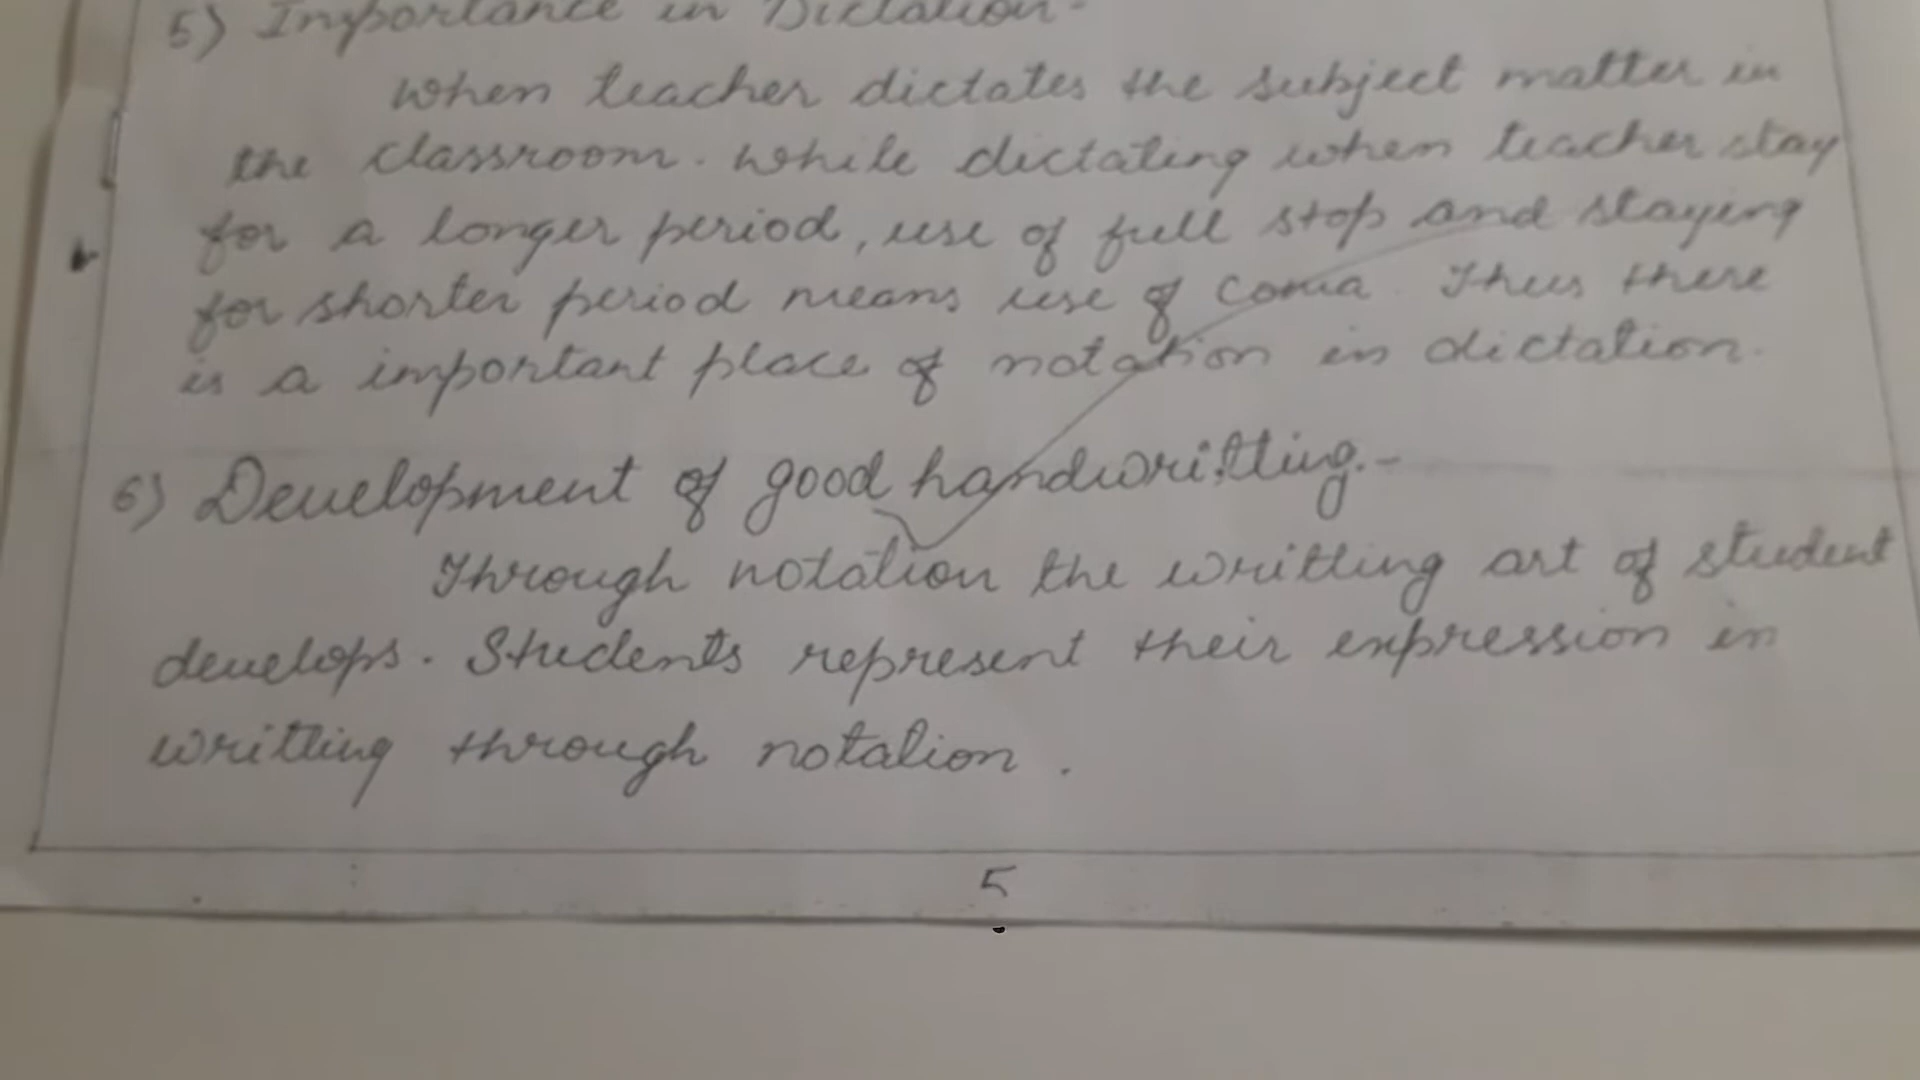 5) Importance in Dictation-
When teacher dictates the subject matter in
the classroom. While dictating when teacher stay
for a longer period, use of full stop and staying
for shorter period means use of coma. Thus there
is a important place of notation in dictation.
6) Development of good handwritting.-
Through notation the writting art of student
develops. Students represent their expression in
writting through notation.
5